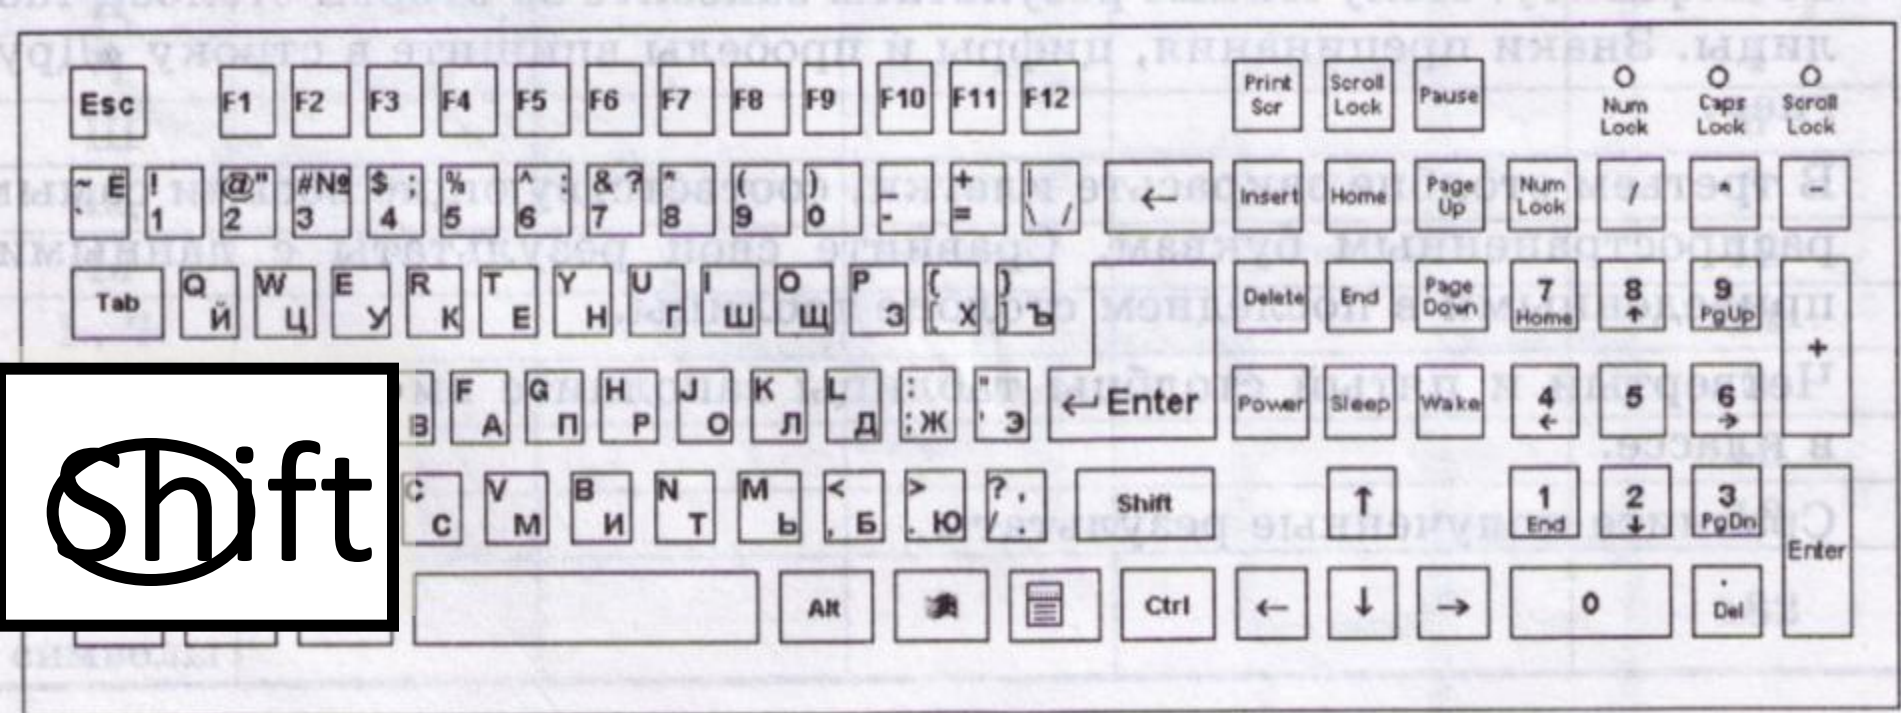 Esc F1 F2 F3 F4 F5 F6 F7 F8 F9 F10 F11 F12 Print Scr Scroll Lock Pause Num Lock Caps Lock Scroll Lock
~ Ё ` ! 1 @ " 2 # № 3 $ ; 4 % 5 ^ : 6 & ? 7 * 8 ( 9 ) 0 _ - + = | \ / ← Insert Home Page Up Num Lock / * -
Tab Q Й W Ц E У R К T Е Y Н U Г I Ш O Щ P З { [ Х } ] Ъ Delete End Page Down 7 Home 8 ↑ 9 PgUp +
В F А G П H Р J О K Л L Д : ; Ж " ' Э ← Enter Power Sleep Wake 4 ← 5 6 →
Shift C С V М B И N Т M Ь < , Б > . Ю ? , / . Shift ↑ 1 End 2 ↓ 3 PgDn Enter
Alt Ctrl ← ↓ → 0 . Del